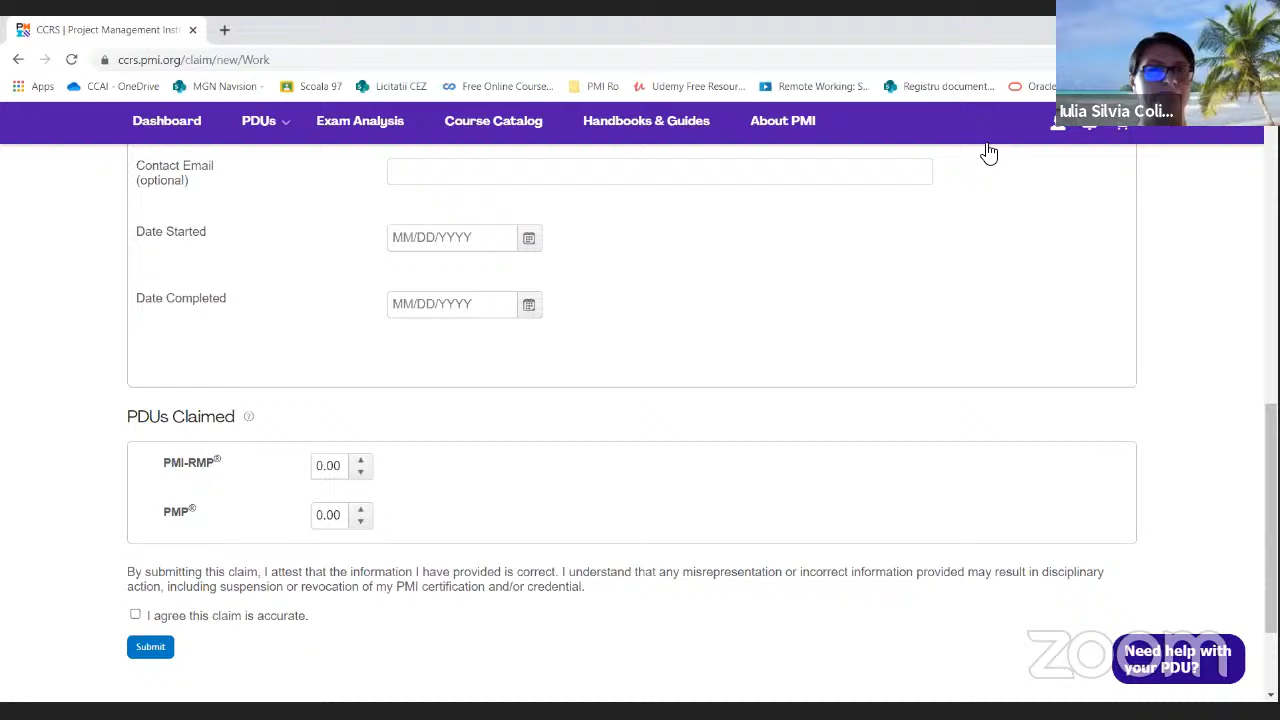 CCRS | Project Management Inst
ccrs.pmi.org/claim/new/Work
Apps CCAI - OneDrive MGN Navision - Scoala 97 Licitatii CEZ Free Online Course... PMI Ro Udemy Free Resour... Remote Working: S... Registru document... Oracle
Iulia Silvia Coli...
Dashboard PDUs Exam Analysis Course Catalog Handbooks & Guides About PMI
Contact Email
(optional)
Date Started MM/DD/YYYY
Date Completed MM/DD/YYYY
PDUs Claimed ?
PMI-RMP® 0.00
PMP® 0.00
By submitting this claim, I attest that the information I have provided is correct. I understand that any misrepresentation or incorrect information provided may result in disciplinary
action, including suspension or revocation of my PMI certification and/or credential.
I agree this claim is accurate.
Submit
zoom
Need help with
your PDU?